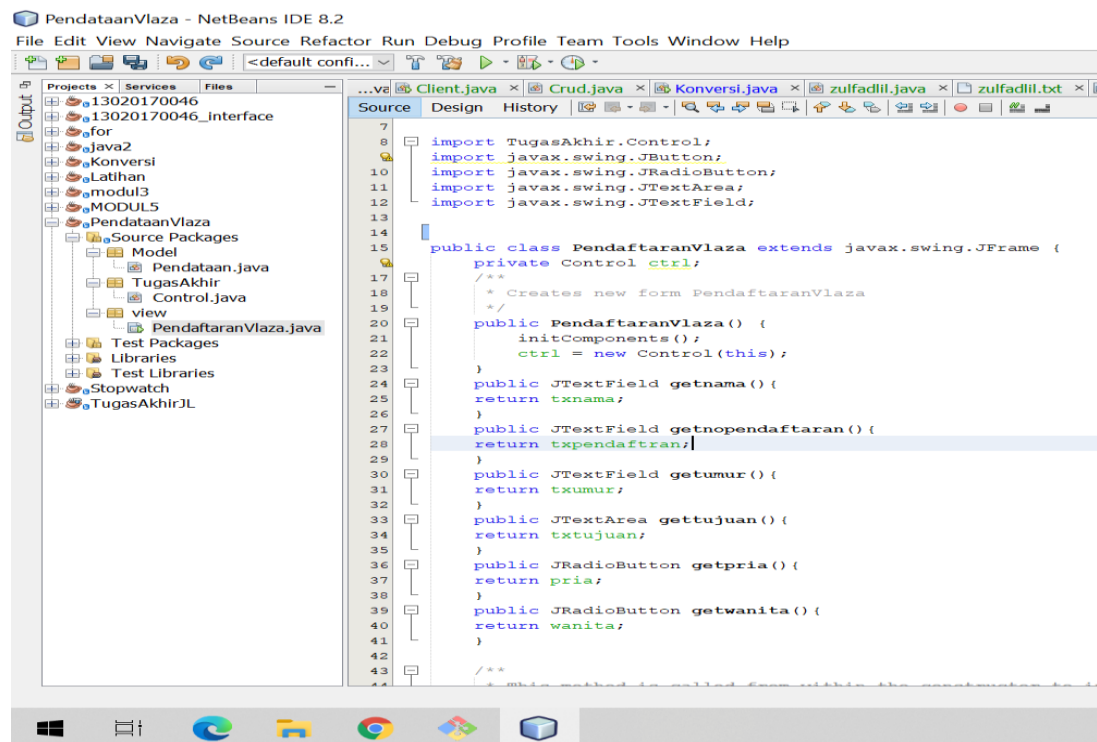 PendataanVlaza - NetBeans IDE 8.2
File Edit View Navigate Source Refactor Run Debug Profile Team Tools Window Help
<default confi...
Projects × Services Files
Output
13020170046
13020170046_interface
for
java2
Konversi
Latihan
modul3
MODUL5
PendataanVlaza
Source Packages
Model
Pendataan.java
TugasAkhir
Control.java
view
PendaftaranVlaza.java
Test Packages
Libraries
Test Libraries
Stopwatch
TugasAkhirJL
...va Client.java × Crud.java × Konversi.java × zulfadlil.java × zulfadlil.txt ×
Source Design History
7
8 import TugasAkhir.Control;
import javax.swing.JButton;
10 import javax.swing.JRadioButton;
11 import javax.swing.JTextArea;
12 import javax.swing.JTextField;
13
14
15 public class PendaftaranVlaza extends javax.swing.JFrame {
private Control ctrl;
17 /**
18 * Creates new form PendaftaranVlaza
19 */
20 public PendaftaranVlaza() {
21 initComponents();
22 ctrl = new Control(this);
23 }
24 public JTextField getnama(){
25 return txnama;
26 }
27 public JTextField getnopendaftaran(){
28 return txpendaftran;
29 }
30 public JTextField getumur(){
31 return txumur;
32 }
33 public JTextArea gettujuan(){
34 return txtujuan;
35 }
36 public JRadioButton getpria(){
37 return pria;
38 }
39 public JRadioButton getwanita(){
40 return wanita;
41 }
42
43 /**